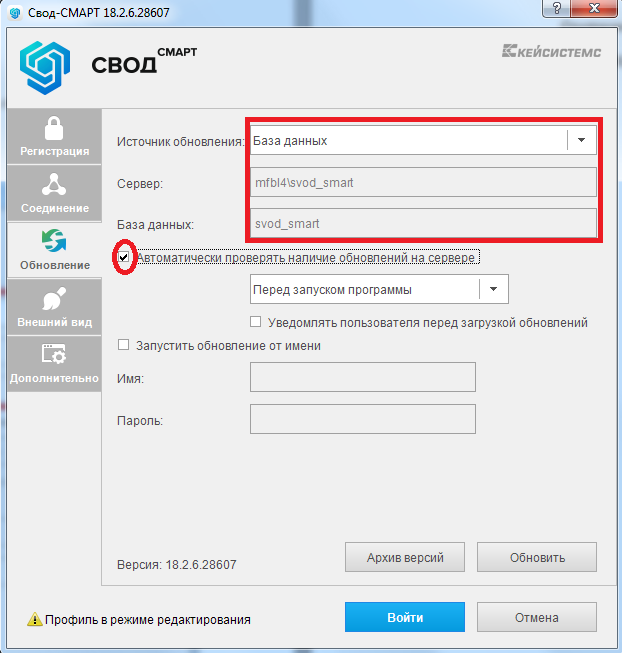 Свод-СМАРТ 18.2.6.28607
СВОД СМАРТ
КЕЙСИСТЕМС
Регистрация
Соединение
Обновление
Внешний вид
Дополнительно
Источник обновления: База данных
Сервер: mfbl4\svod_smart
База данных: svod_smart
Автоматически проверять наличие обновлений на сервере
Перед запуском программы
Уведомлять пользователя перед загрузкой обновлений
Запустить обновление от имени
Имя:
Пароль:
Версия: 18.2.6.28607 Архив версий Обновить
Профиль в режиме редактирования Войти Отмена